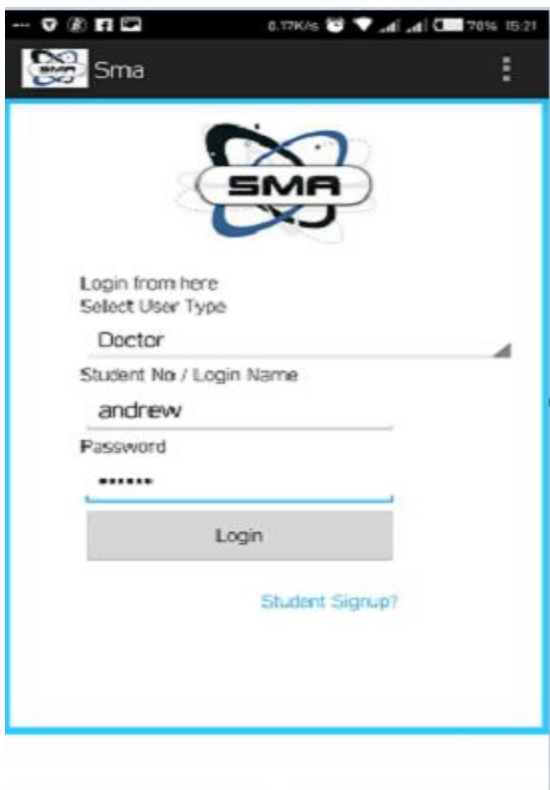 0.17K/s 70% 15:21
SMA Sma
SMA
Login from here
Select User Type
Doctor
Student No / Login Name
andrew
Password
••••••
Login
Student Signup?